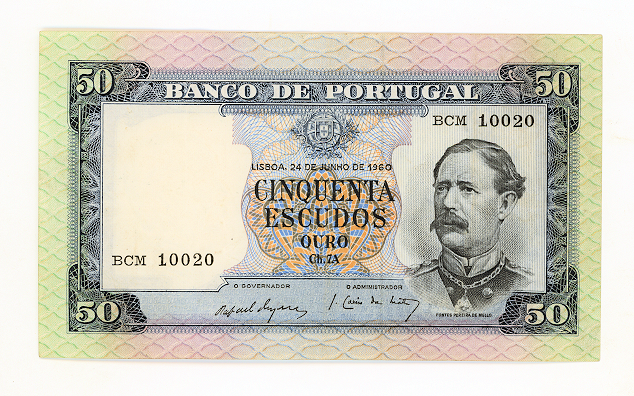 50 50
BANCO DE PORTUGAL
BCM 10020
LISBOA, 24 DE JUNHO DE 1960
CINQUENTA
ESCUDOS
OURO
Ch. 7A
BCM 10020
O GOVERNADOR O ADMINISTRADOR
FONTES PEREIRA DE MELLO
50 50